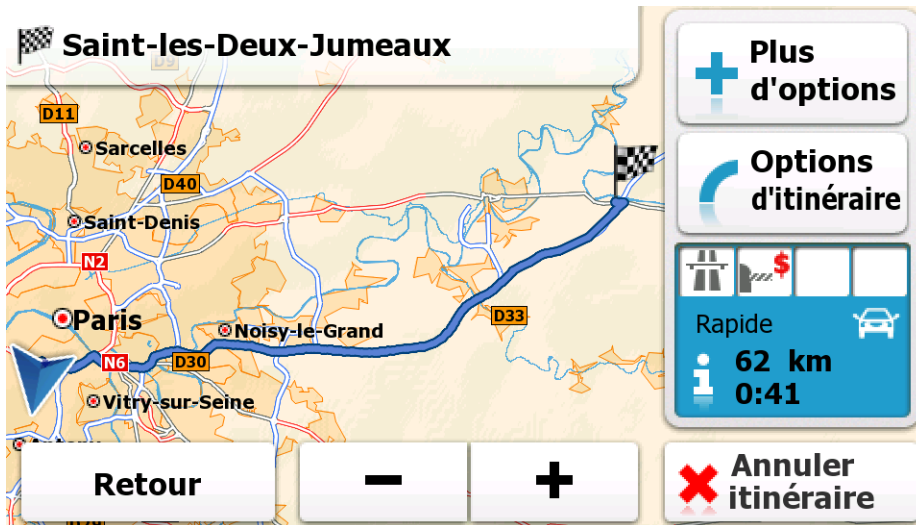 Saint-les-Deux-Jumeaux
D9
D11
Sarcelles
D40
Saint-Denis
N2
Paris
Noisy-le-Grand
D33
N6
D30
Vitry-sur-Seine
Plus
d'options
Options
d'itinéraire
$
Rapide
62 km
0:41
Retour
−
+
Annuler
itinéraire